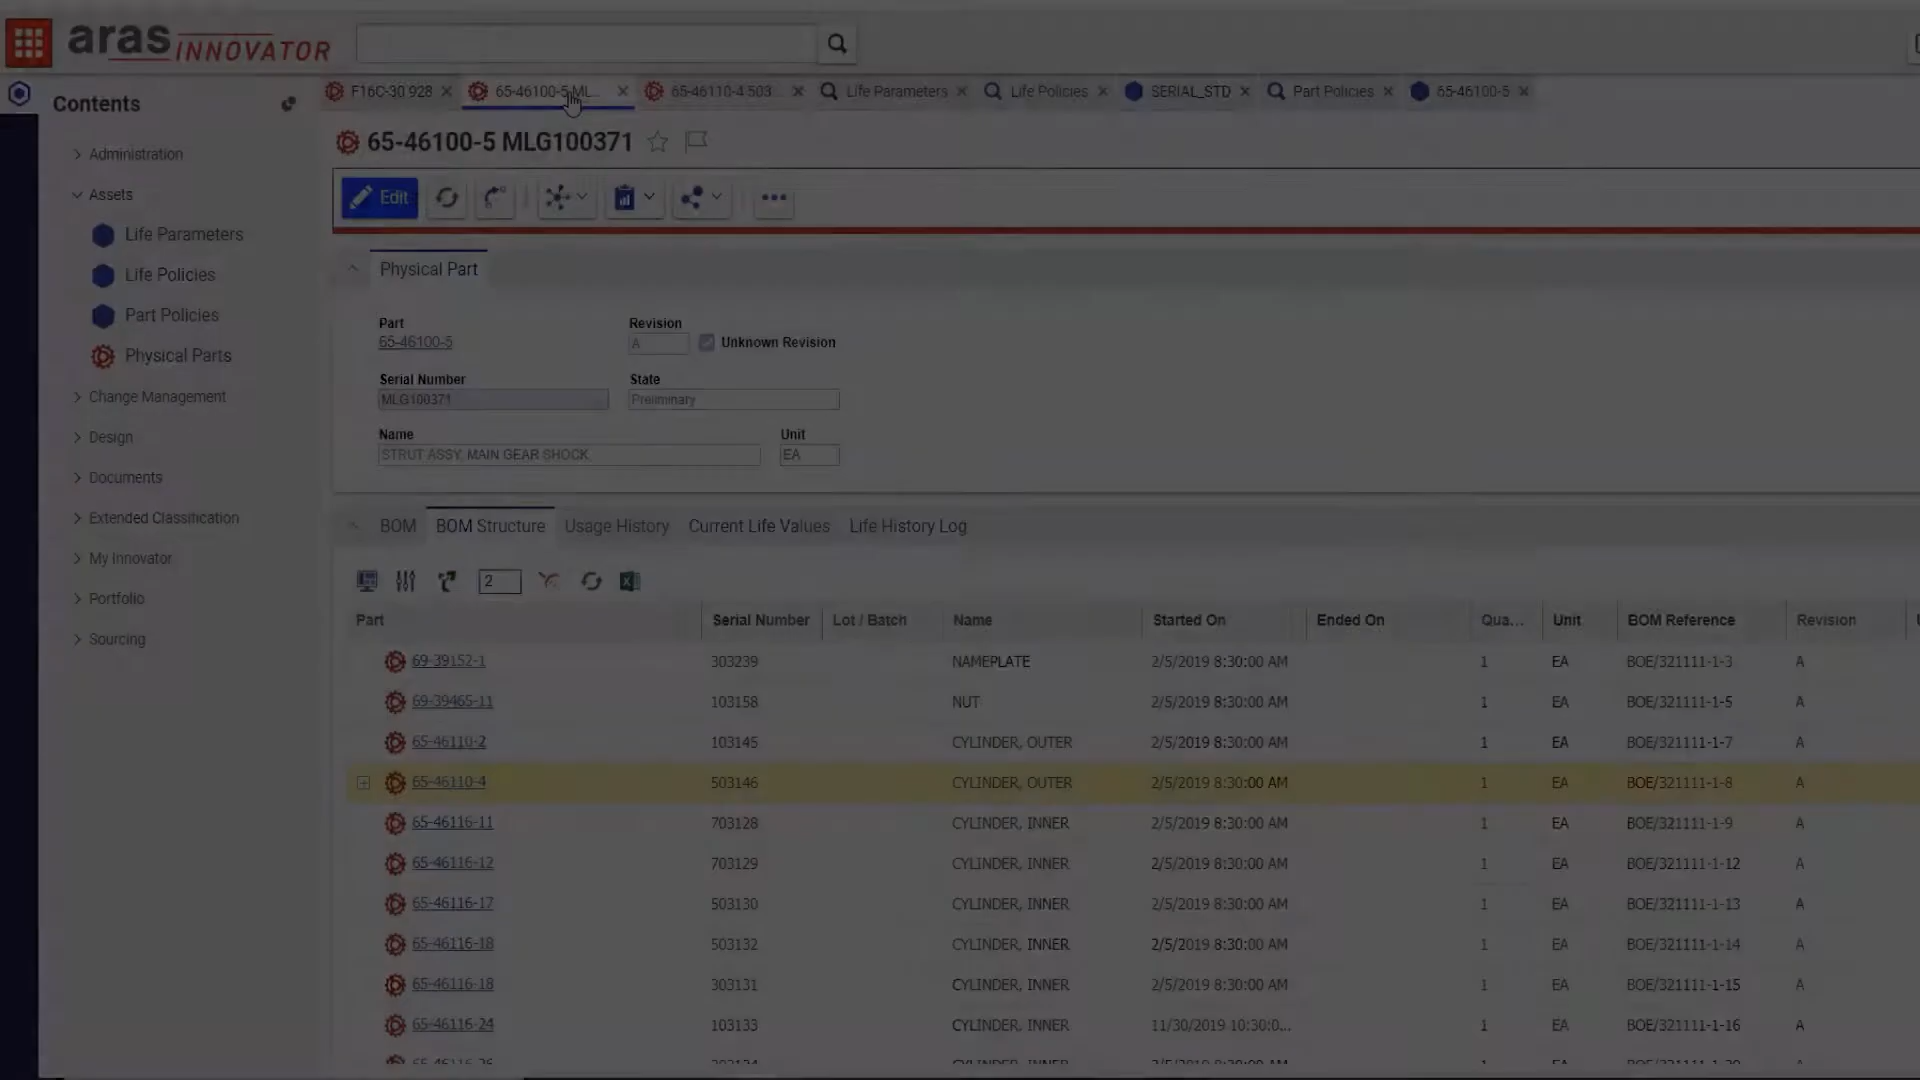 aras INNOVATOR
Contents
F16C-30 928
65-46100-5 ML...
65-46110-4 503
Life Parameters
Life Policies
SERIAL_STD
Part Policies
65-46100-5
Administration
Assets
Life Parameters
Life Policies
Part Policies
Physical Parts
Change Management
Design
Documents
Extended Classification
My Innovator
Portfolio
Sourcing
65-46100-5 MLG100371
Edit
Physical Part
Part
65-46100-5
Revision
A
Unknown Revision
Serial Number
MLG100371
State
Preliminary
Name
STRUT ASSY, MAIN GEAR SHOCK
Unit
EA
BOM BOM Structure Usage History Current Life Values Life History Log
2
Part Serial Number Lot / Batch Name Started On Ended On Qua... Unit BOM Reference Revision
69-39152-1 303239 NAMEPLATE 2/5/2019 8:30:00 AM 1 EA BOE/321111-1-3 A
69-39465-11 103158 NUT 2/5/2019 8:30:00 AM 1 EA BOE/321111-1-5 A
65-46110-2 103145 CYLINDER, OUTER 2/5/2019 8:30:00 AM 1 EA BOE/321111-1-7 A
65-46110-4 503146 CYLINDER, OUTER 2/5/2019 8:30:00 AM 1 EA BOE/321111-1-8 A
65-46116-11 703128 CYLINDER, INNER 2/5/2019 8:30:00 AM 1 EA BOE/321111-1-9 A
65-46116-12 703129 CYLINDER, INNER 2/5/2019 8:30:00 AM 1 EA BOE/321111-1-12 A
65-46116-17 503130 CYLINDER, INNER 2/5/2019 8:30:00 AM 1 EA BOE/321111-1-13 A
65-46116-18 503132 CYLINDER, INNER 2/5/2019 8:30:00 AM 1 EA BOE/321111-1-14 A
65-46116-18 303131 CYLINDER, INNER 2/5/2019 8:30:00 AM 1 EA BOE/321111-1-15 A
65-46116-24 103133 CYLINDER, INNER 11/30/2019 10:30:0... 1 EA BOE/321111-1-16 A